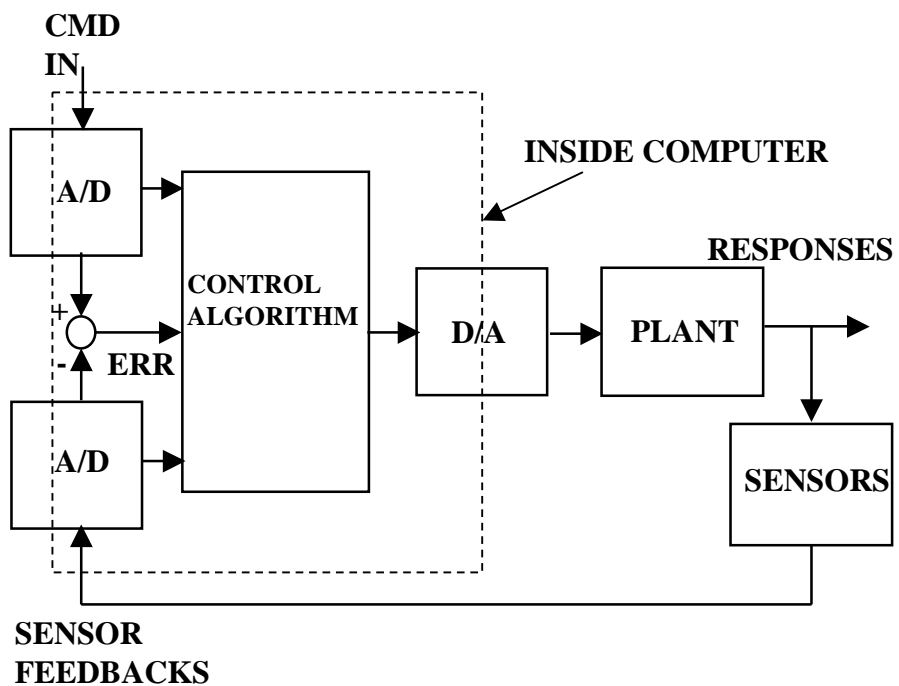 CMD
IN
A/D
INSIDE COMPUTER
CONTROL
ALGORITHM
RESPONSES
+
D/A
PLANT
-
ERR
A/D
SENSORS
SENSOR
FEEDBACKS